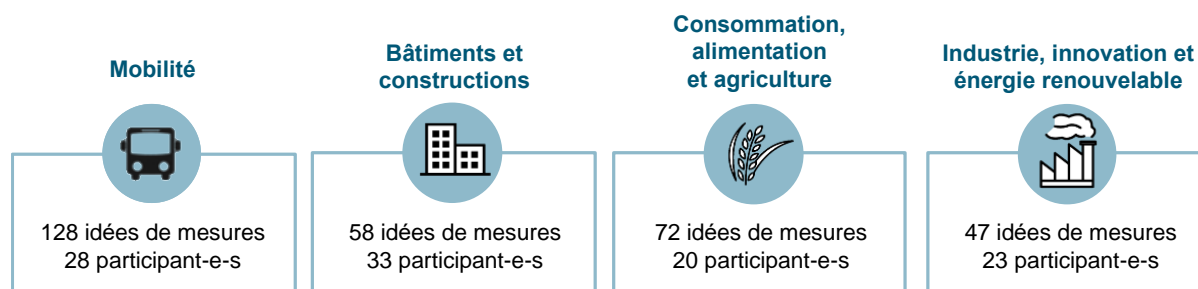 Mobilité
128 idées de mesures
28 participant-e-s
Bâtiments et
constructions
58 idées de mesures
33 participant-e-s
Consommation,
alimentation
et agriculture
72 idées de mesures
20 participant-e-s
Industrie, innovation et
énergie renouvelable
47 idées de mesures
23 participant-e-s